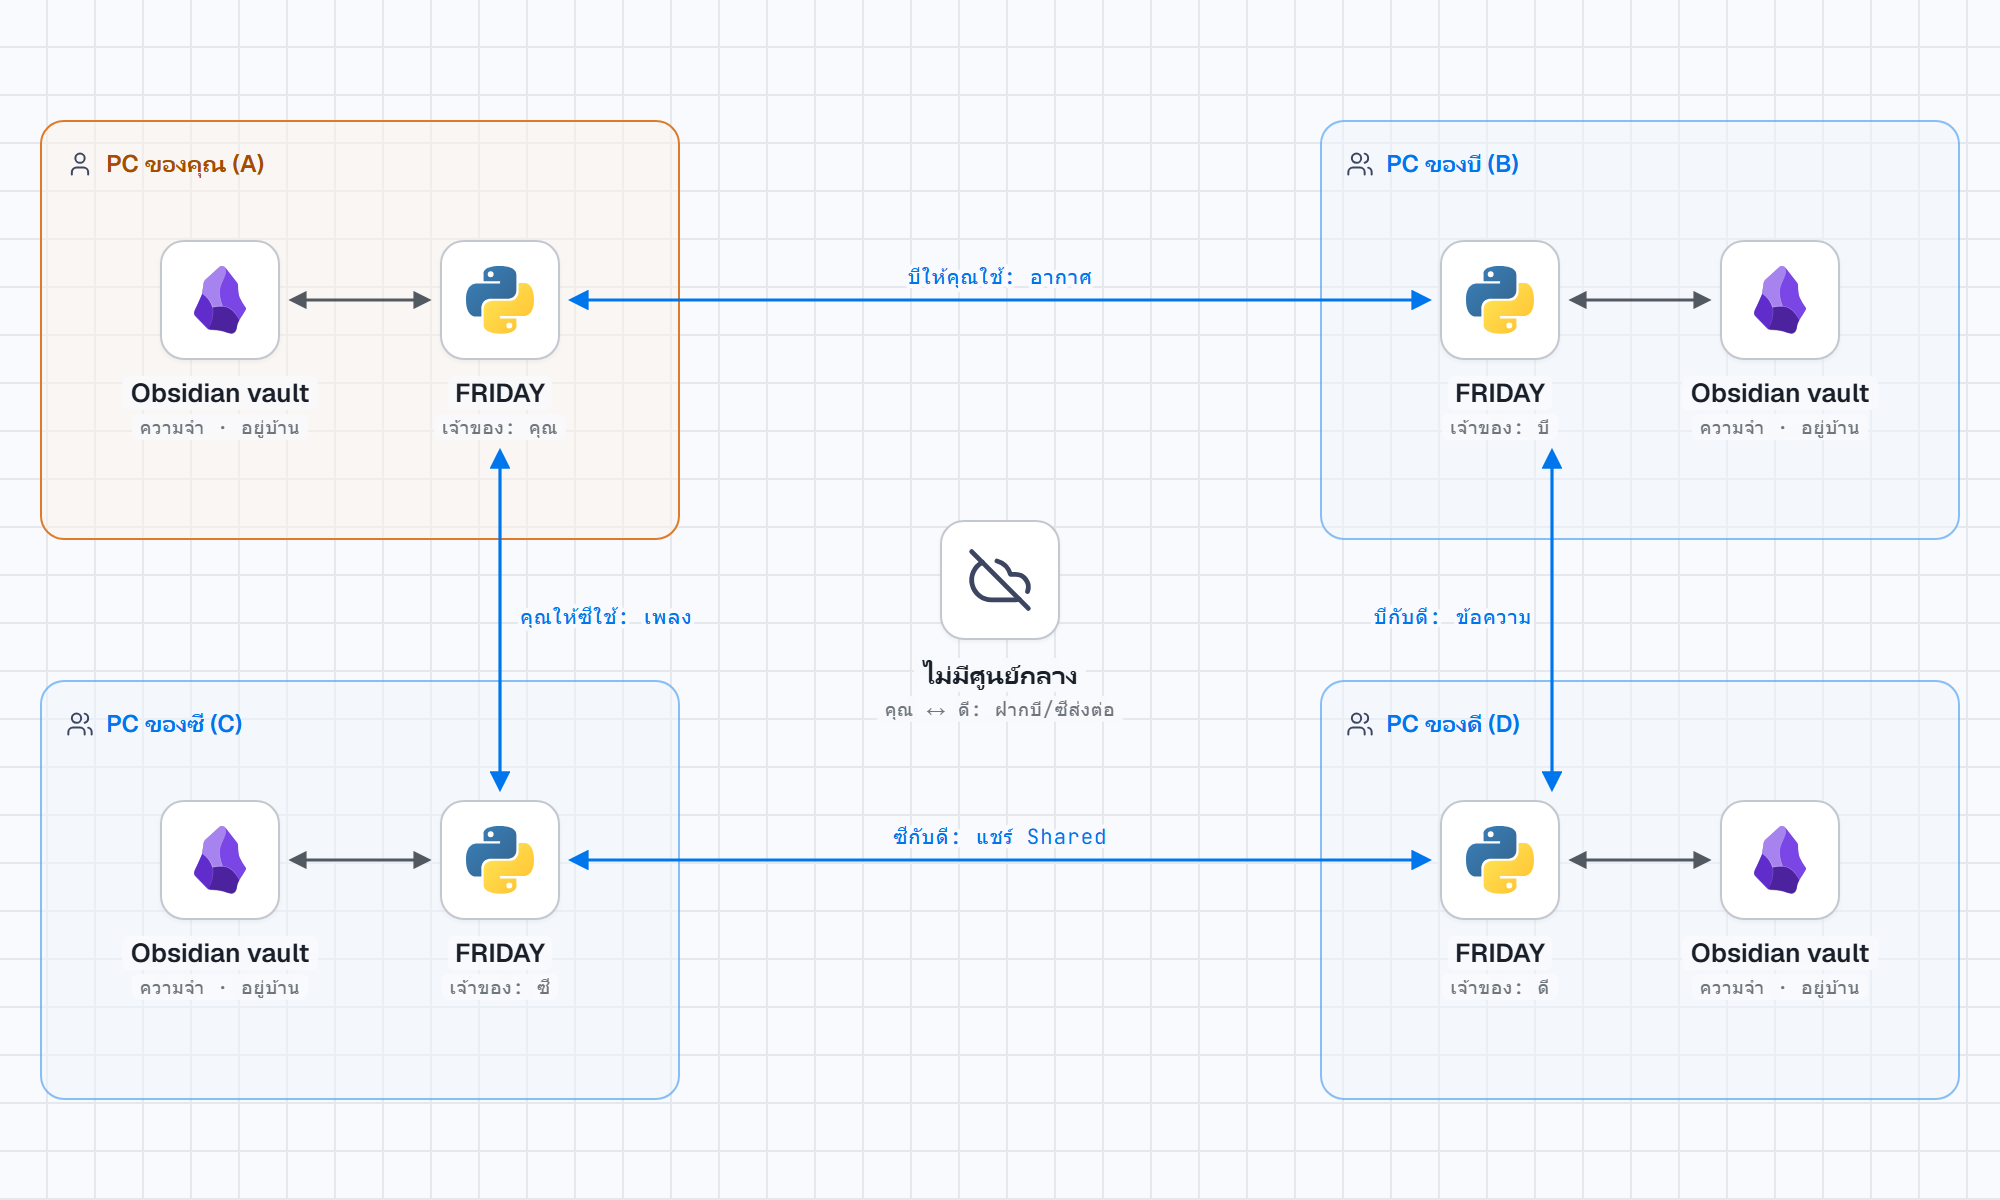 PC ของคุณ (A)
PC ของบี (B)
บีให้คุณใช้: อากาศ
Obsidian vault
ความจำ · อยู่บ้าน
FRIDAY
เจ้าของ: คุณ
FRIDAY
เจ้าของ: บี
Obsidian vault
ความจำ · อยู่บ้าน
คุณให้ซีใช้: เพลง
บีกับดี: ข้อความ
ไม่มีศูนย์กลาง
คุณ ↔ ดี: ฝากบี/ซีส่งต่อ
PC ของซี (C)
PC ของดี (D)
ซีกับดี: แชร์ Shared
Obsidian vault
ความจำ · อยู่บ้าน
FRIDAY
เจ้าของ: ซี
FRIDAY
เจ้าของ: ดี
Obsidian vault
ความจำ · อยู่บ้าน